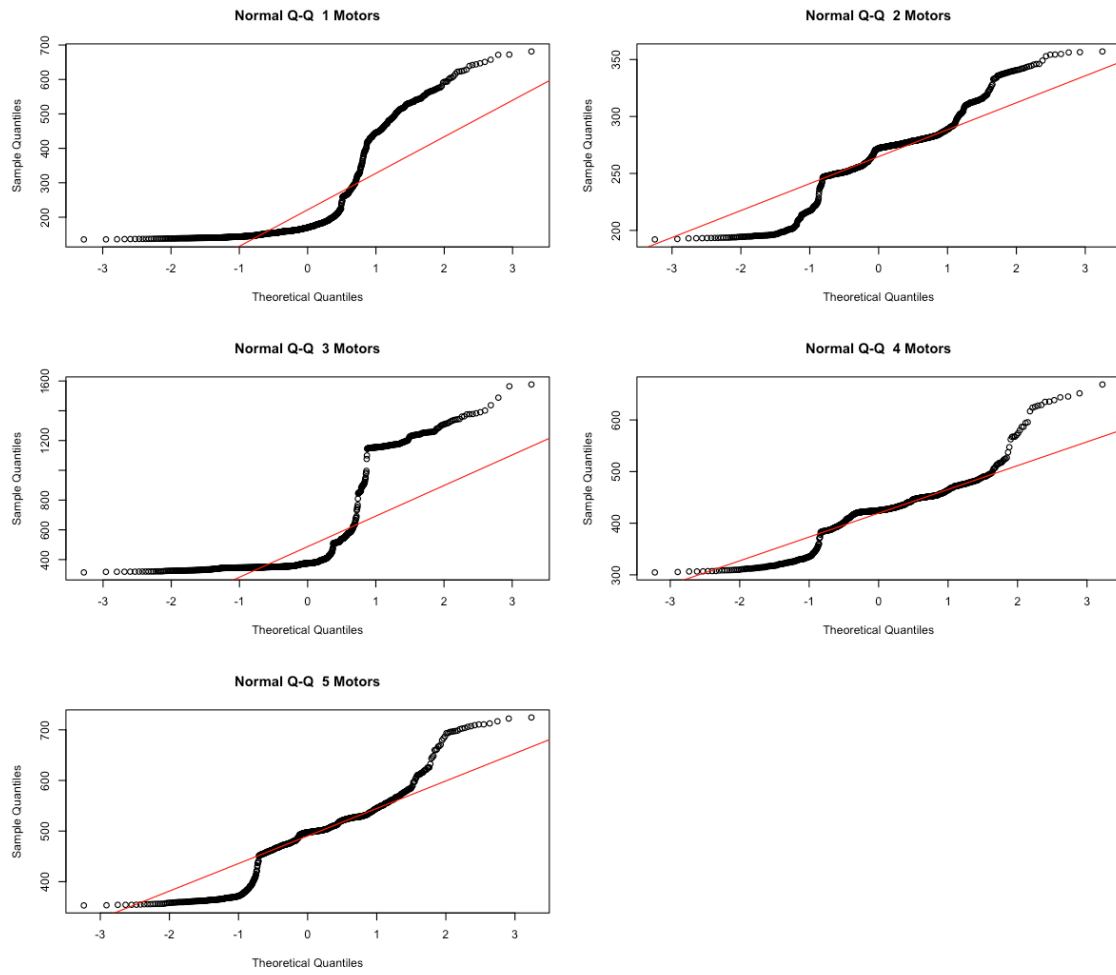 Normal Q-Q  1 Motors
Sample Quantiles
200 300 400 500 600 700
-3 -2 -1 0 1 2 3
Theoretical Quantiles
Normal Q-Q  2 Motors
Sample Quantiles
200 250 300 350
-3 -2 -1 0 1 2 3
Theoretical Quantiles
Normal Q-Q  3 Motors
Sample Quantiles
400 600 800 1200 1600
-3 -2 -1 0 1 2 3
Theoretical Quantiles
Normal Q-Q  4 Motors
Sample Quantiles
300 400 500 600
-3 -2 -1 0 1 2 3
Theoretical Quantiles
Normal Q-Q  5 Motors
Sample Quantiles
400 500 600 700
-3 -2 -1 0 1 2 3
Theoretical Quantiles